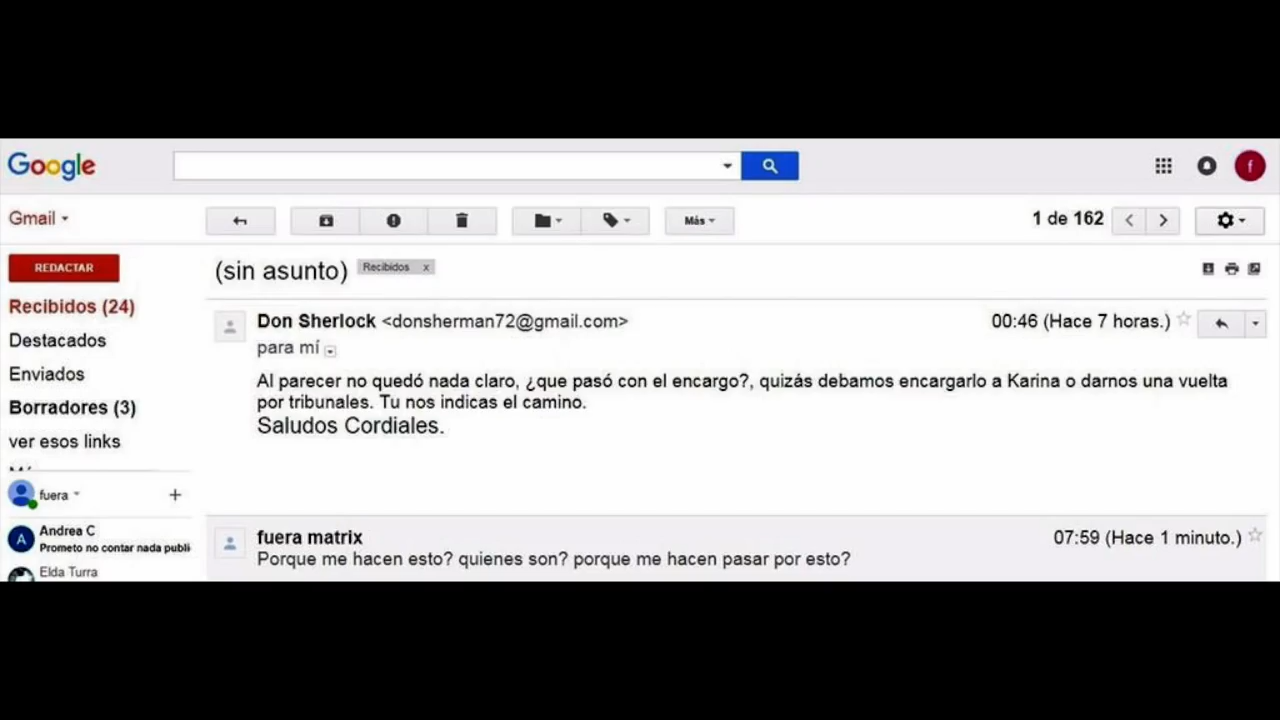 Google
f
Gmail
Más
1 de 162
REDACTAR
(sin asunto) Recibidos x
Recibidos (24)
Destacados
Enviados
Borradores (3)
ver esos links
Don Sherlock <donsherman72@gmail.com>
00:46 (Hace 7 horas.)
para mí
Al parecer no quedó nada claro, ¿que pasó con el encargo?, quizás debamos encargarlo a Karina o darnos una vuelta
por tribunales. Tu nos indicas el camino.
Saludos Cordiales.
fuera
+
A
Andrea C
Prometo no contar nada publi
Elda Turra
fuera matrix
07:59 (Hace 1 minuto.)
Porque me hacen esto? quienes son? porque me hacen pasar por esto?